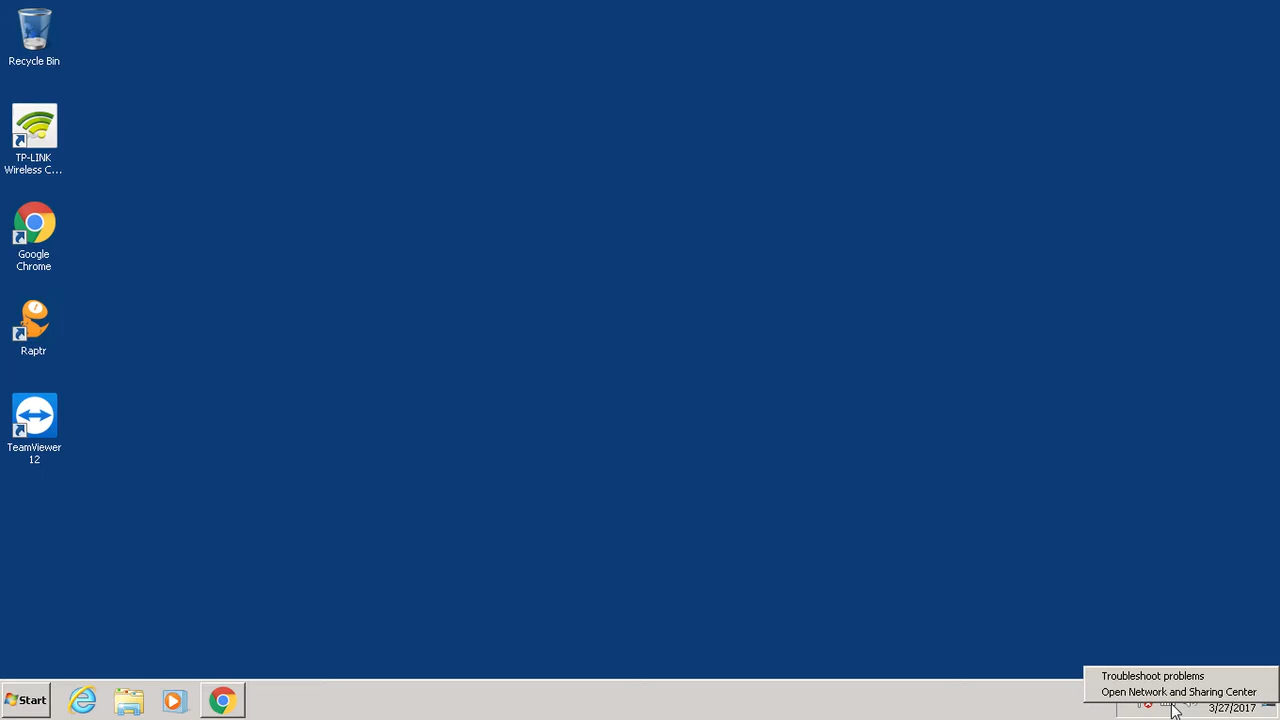 Recycle Bin
TP-LINK
Wireless C...
Google
Chrome
Raptr
TeamViewer
12
Start
Troubleshoot problems
Open Network and Sharing Center
3/27/2017